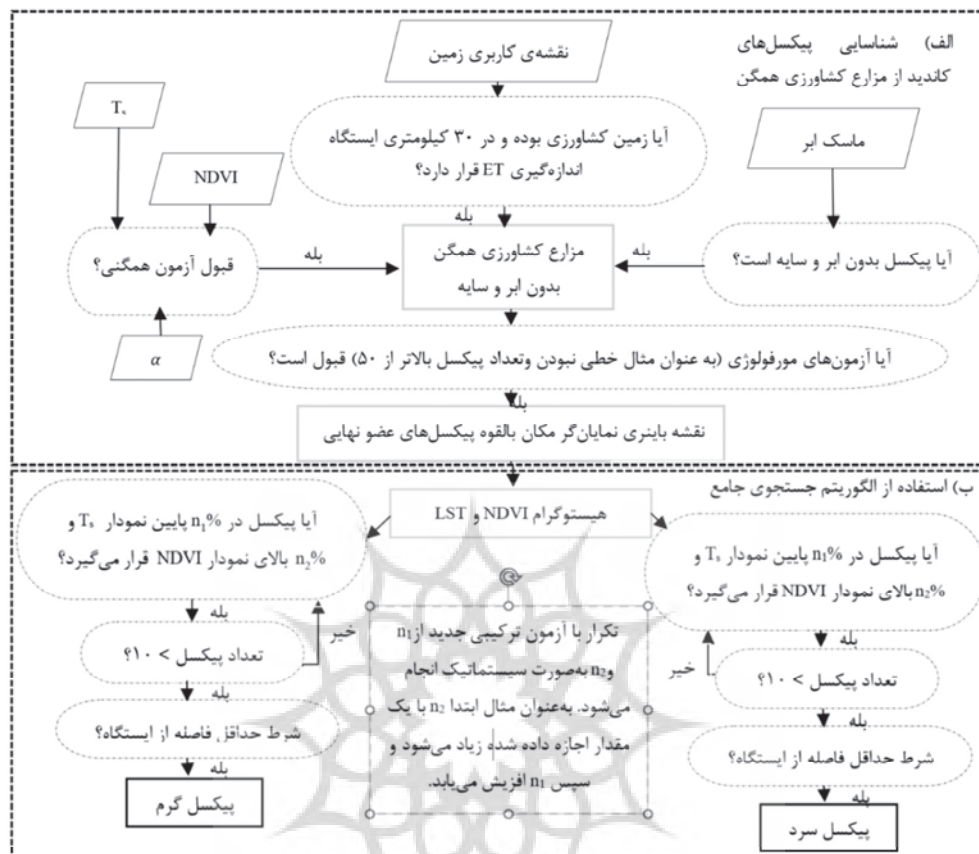 الف) شناسایی پیکسل‌های
کاندید از مزارع کشاورزی همگن
نقشه‌ی کاربری زمین
آیا زمین کشاورزی بوده و در ۳۰ کیلومتری ایستگاه
اندازه‌گیری ET قرار دارد؟
بله
ماسک ابر
آیا پیکسل بدون ابر و سایه است؟
بله
Tₛ
NDVI
قبول آزمون همگنی؟
α
بله
مزارع کشاورزی همگن
بدون ابر و سایه
آیا آزمون‌های مورفولوژی (به عنوان مثال خطی نبودن وتعداد پیکسل بالاتر از ۵۰) قبول است؟
بله
نقشه باینری نمایان‌گر مکان بالقوه پیکسل‌های عضو نهایی
ب) استفاده از الگوریتم جستجوی جامع
هیستوگرام NDVI و LST
آیا پیکسل در n₁% پایین نمودار Tₛ و
n₂% بالای نمودار NDVI قرار می‌گیرد؟
بله
تعداد پیکسل > ۱۰؟
خیر
بله
شرط حداقل فاصله از ایستگاه؟
بله
پیکسل سرد
تکرار با آزمون ترکیبی جدید از n₁
و n₂ به‌صورت سیستماتیک انجام
می‌شود. به‌عنوان مثال ابتدا n₂ با یک
مقدار اجازه داده شده زیاد می‌شود و
سپس n₁ افزیش می‌یابد.
آیا پیکسل در n₁% پایین نمودار Tₛ و
n₂% بالای نمودار NDVI قرار می‌گیرد؟
بله
تعداد پیکسل > ۱۰؟
خیر
بله
شرط حداقل فاصله از ایستگاه؟
بله
پیکسل گرم